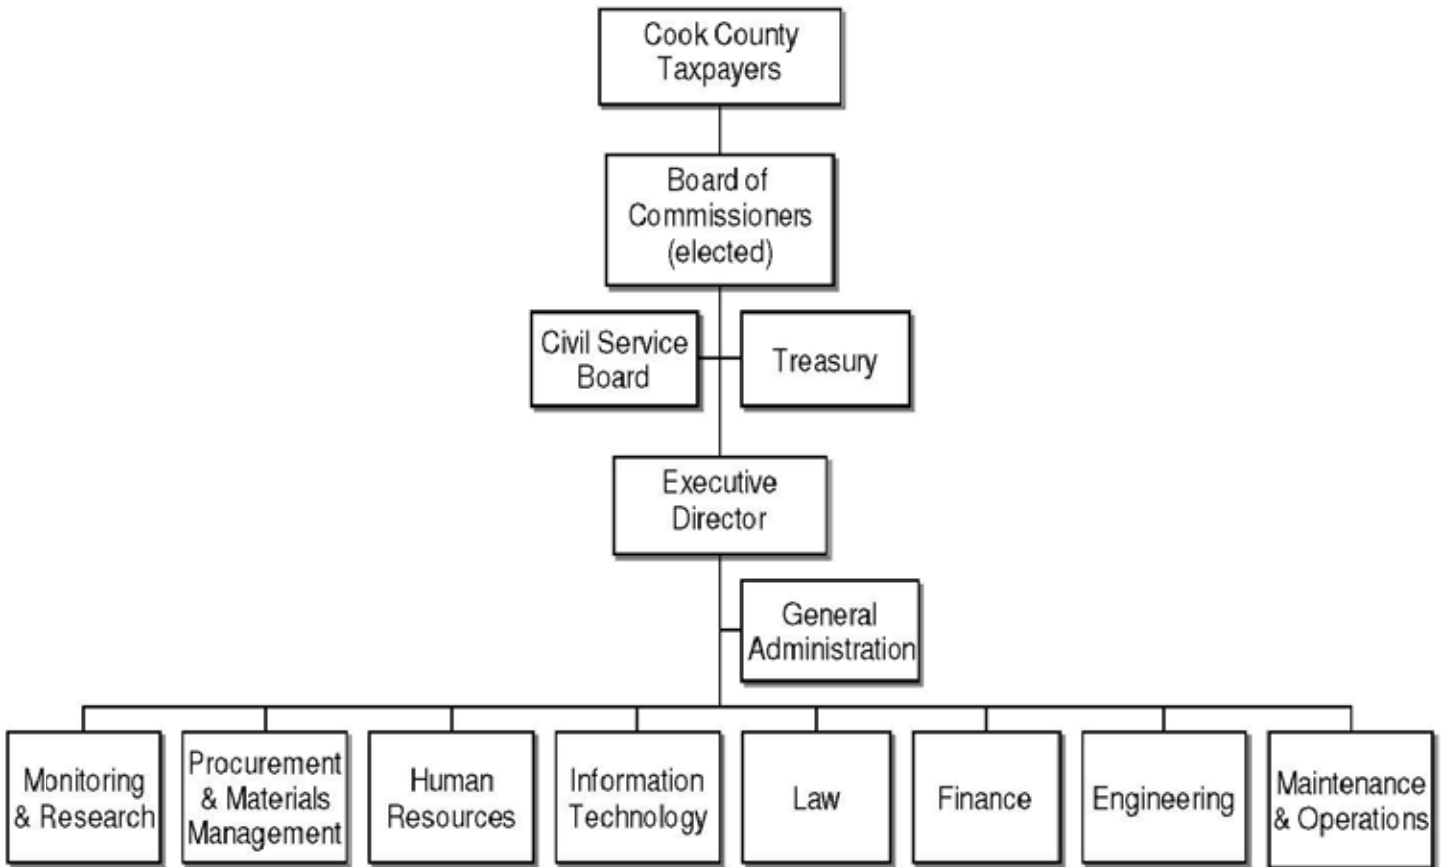 Cook County
Taxpayers
Board of
Commissioners
(elected)
Civil Service
Board
Treasury
Executive
Director
General
Administration
Monitoring
& Research
Procurement
& Materials
Management
Human
Resources
Information
Technology
Law
Finance
Engineering
Maintenance
& Operations